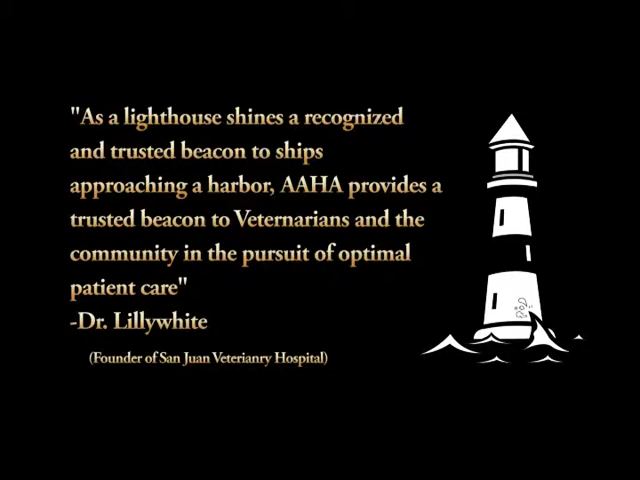 "As a lighthouse shines a recognized
and trusted beacon to ships
approaching a harbor, AAHA provides a
trusted beacon to Veternarians and the
community in the pursuit of optimal
patient care"
-Dr. Lillywhite
(Founder of San Juan Veterianry Hospital)